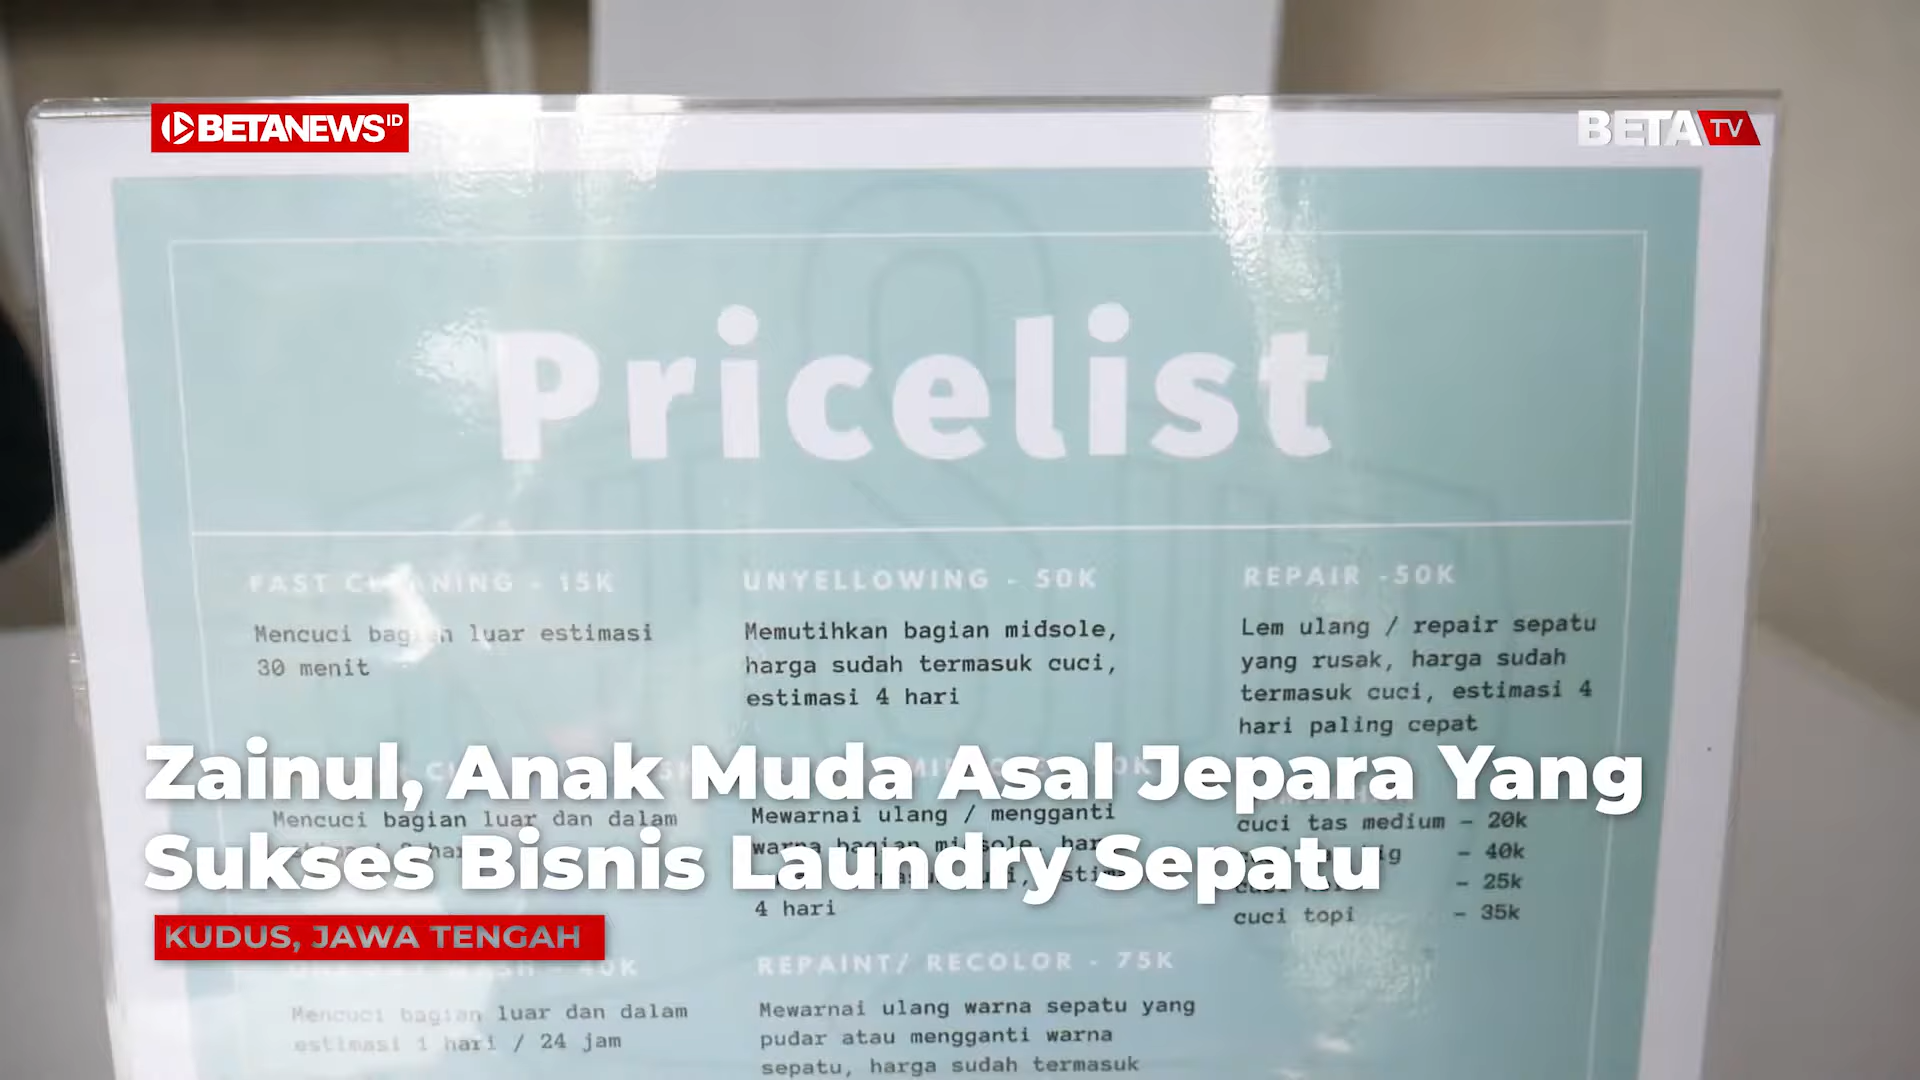 BETANEWS ID
BETA TV
Pricelist
FAST CLEANING - 15K
Mencuci bagian luar estimasi
30 menit
UNYELLOWING - 50K
Memutihkan bagian midsole,
harga sudah termasuk cuci,
estimasi 4 hari
REPAIR -50K
Lem ulang / repair sepatu
yang rusak, harga sudah
termasuk cuci, estimasi 4
hari paling cepat
Zainul, Anak Muda Asal Jepara Yang
Sukses Bisnis Laundry Sepatu
KUDUS, JAWA TENGAH
Mencuci bagian luar dan dalam
Mewarnai ulang / mengganti
warna bagian midsole,
4 hari
cuci tas medium - 20k
- 40k
- 25k
cuci topi - 35k
40K
Mencuci bagian luar dan dalam
estimasi 1 hari / 24 jam
REPAINT/ RECOLOR - 75K
Mewarnai ulang warna sepatu yang
pudar atau mengganti warna
sepatu, harga sudah termasuk